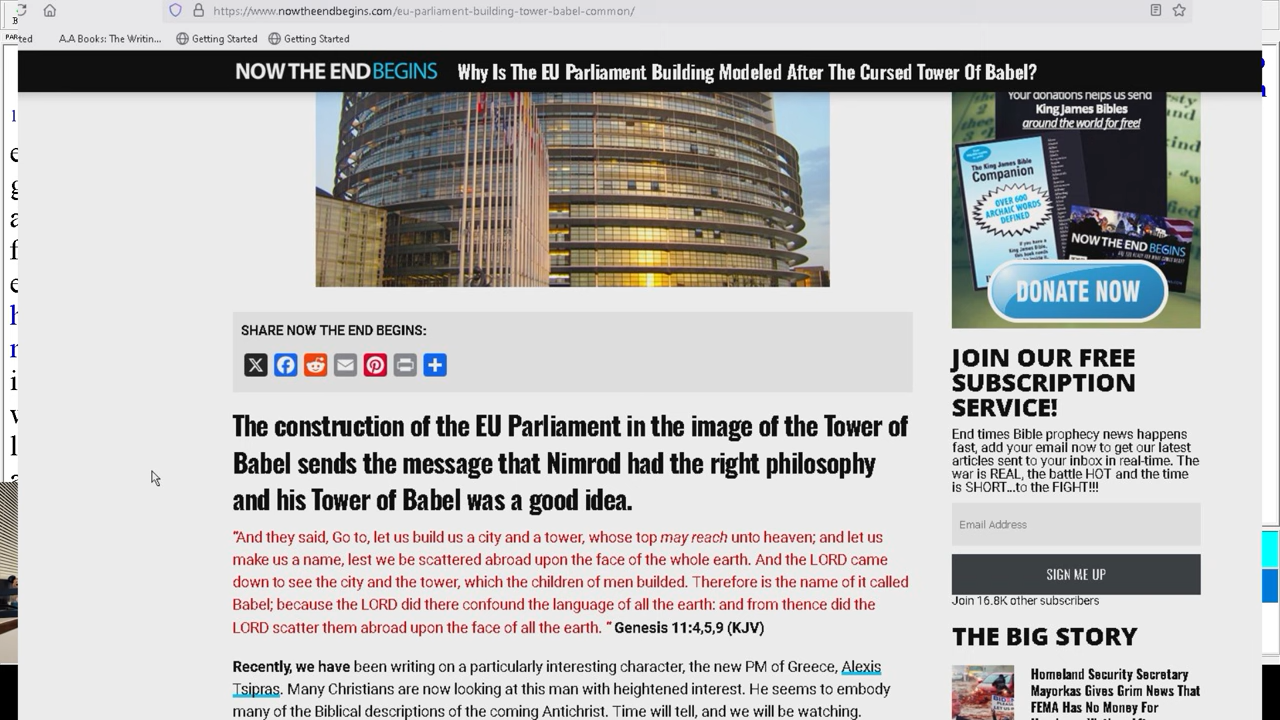 https://www.nowtheendbegins.com/eu-parliament-building-tower-babel-common/
ted
A.A Books: The Writin...
Getting Started
Getting Started
NOW THE END BEGINS
Why Is The EU Parliament Building Modeled After The Cursed Tower Of Babel?
SHARE NOW THE END BEGINS:
The construction of the EU Parliament in the image of the Tower of
Babel sends the message that Nimrod had the right philosophy
and his Tower of Babel was a good idea.
"And they said, Go to, let us build us a city and a tower, whose top may reach unto heaven; and let us
make us a name, lest we be scattered abroad upon the face of the whole earth. And the LORD came
down to see the city and the tower, which the children of men builded. Therefore is the name of it called
Babel; because the LORD did there confound the language of all the earth: and from thence did the
LORD scatter them abroad upon the face of all the earth. " Genesis 11:4,5,9 (KJV)
Recently, we have been writing on a particularly interesting character, the new PM of Greece, Alexis
Tsipras. Many Christians are now looking at this man with heightened interest. He seems to embody
many of the Biblical descriptions of the coming Antichrist. Time will tell, and we will be watching.
Your donations helps us send
King James Bibles
around the world for free!
The King James Bible
Companion
OVER 600
ARCHAIC WORDS
DEFINED
NOW THE END BEGINS
DONATE NOW
JOIN OUR FREE
SUBSCRIPTION
SERVICE!
End times Bible prophecy news happens
fast, add your email now to get our latest
articles sent to your inbox in real-time. The
war is REAL, the battle HOT and the time
is SHORT...to the FIGHT!!!
Email Address
SIGN ME UP
Join 16.8K other subscribers
THE BIG STORY
Homeland Security Secretary
Mayorkas Gives Grim News That
FEMA Has No Money For